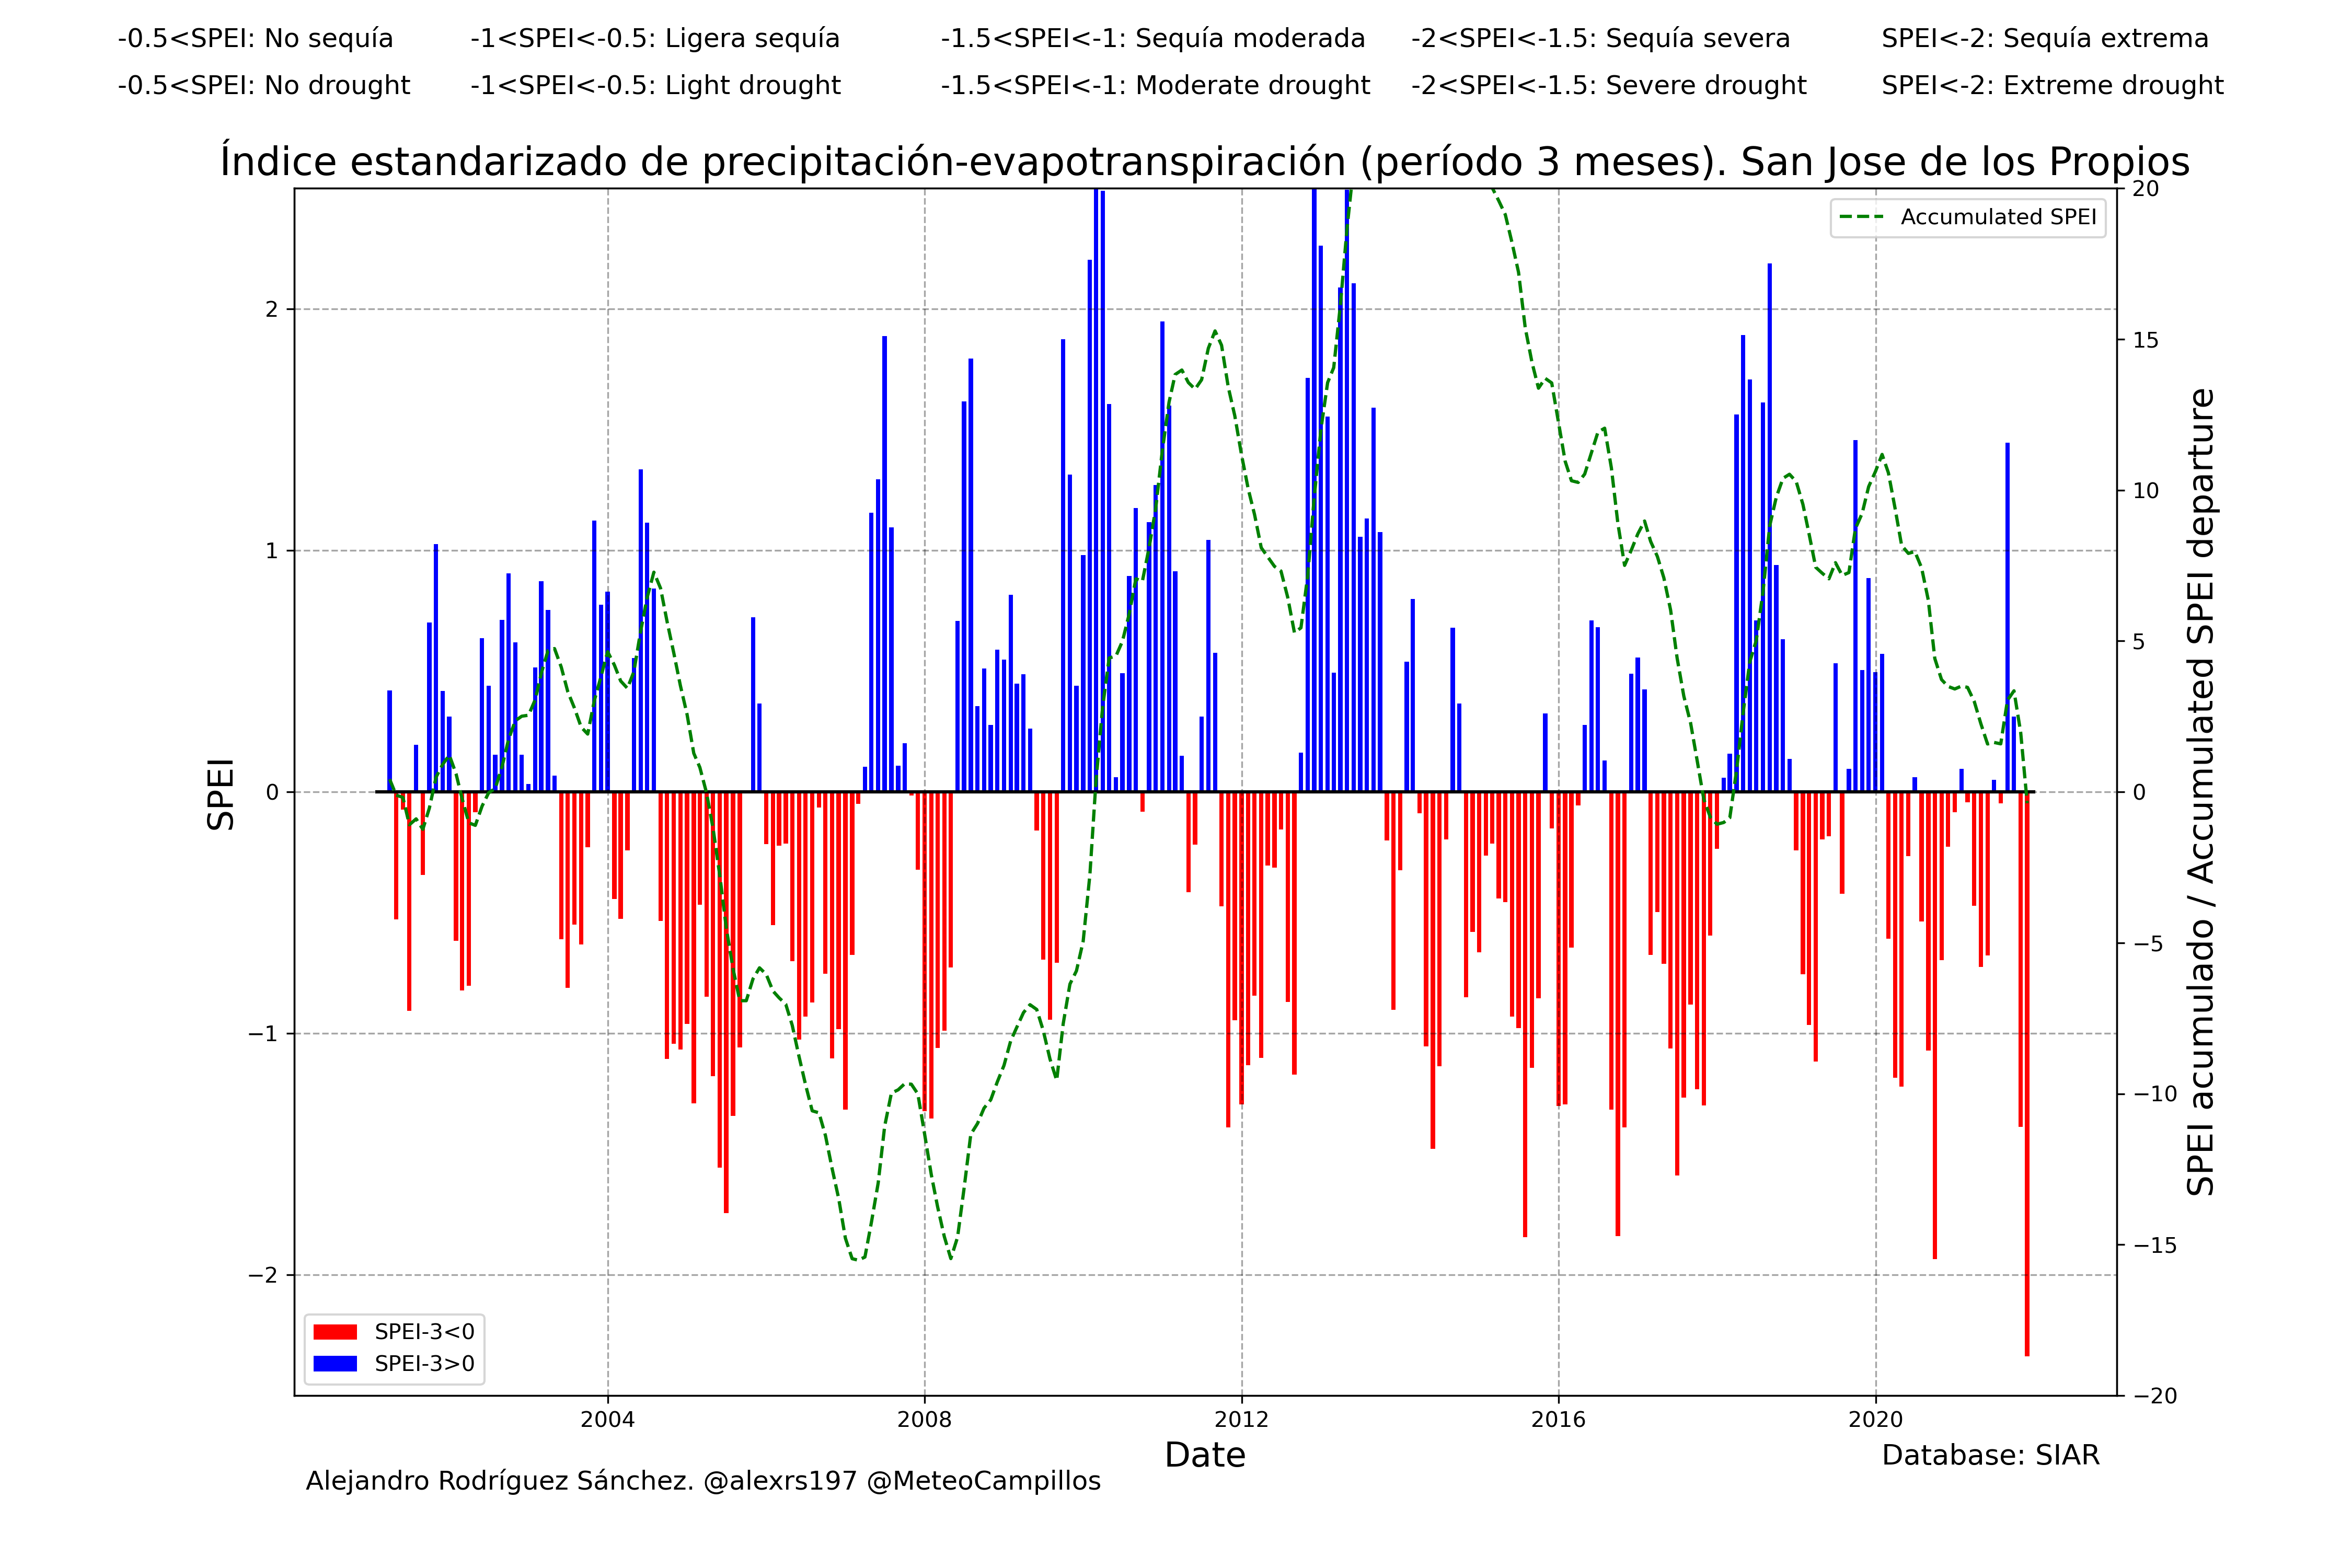 -0.5<SPEI: No sequía -1<SPEI<-0.5: Ligera sequía -1.5<SPEI<-1: Sequía moderada -2<SPEI<-1.5: Sequía severa SPEI<-2: Sequía extrema
-0.5<SPEI: No drought -1<SPEI<-0.5: Light drought -1.5<SPEI<-1: Moderate drought -2<SPEI<-1.5: Severe drought SPEI<-2: Extreme drought
Índice estandarizado de precipitación-evapotranspiración (período 3 meses). San Jose de los Propios
Accumulated SPEI
SPEI
2
1
0
−1
−2
20
15
10
5
0
−5
−10
−15
−20
SPEI acumulado / Accumulated SPEI departure
SPEI-3<0
SPEI-3>0
2004 2008 2012 2016 2020
Date
Database: SIAR
Alejandro Rodríguez Sánchez. @alexrs197 @MeteoCampillos